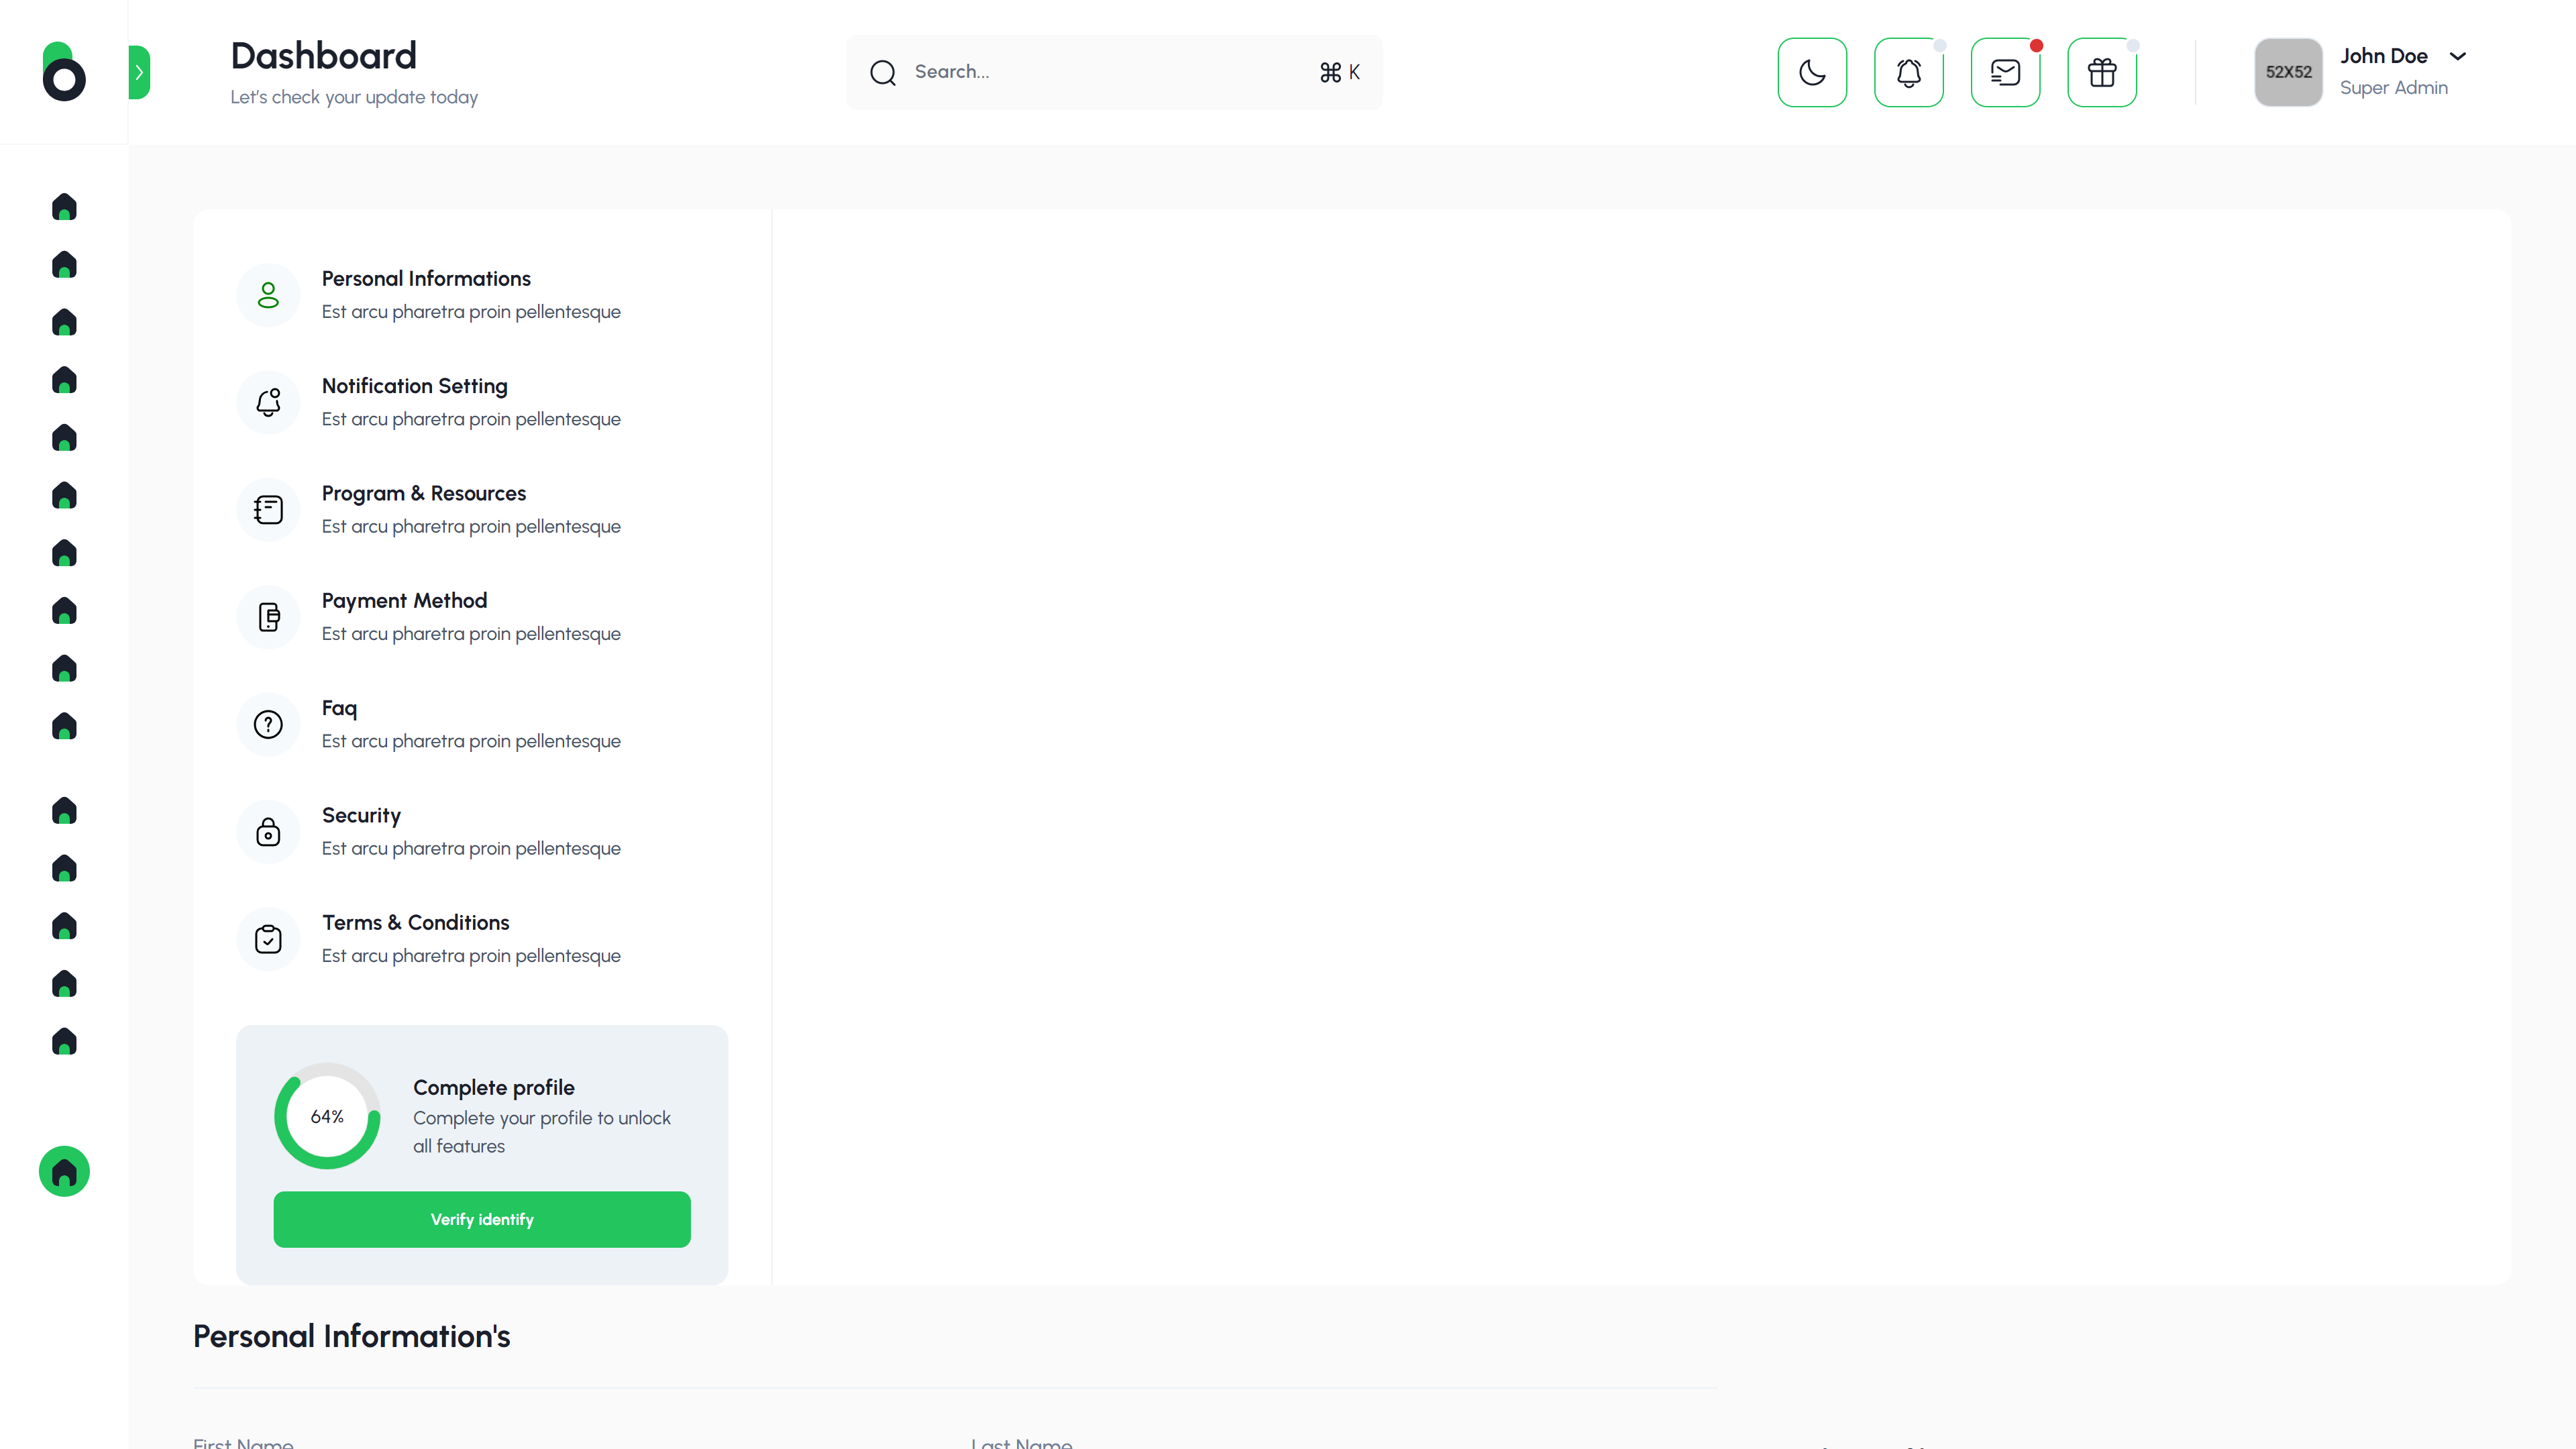 Dashboard
Let's check your update today
Search...
⌘ K
52X52
John Doe
Super Admin
Personal Informations
Est arcu pharetra proin pellentesque
Notification Setting
Est arcu pharetra proin pellentesque
Program & Resources
Est arcu pharetra proin pellentesque
Payment Method
Est arcu pharetra proin pellentesque
Faq
Est arcu pharetra proin pellentesque
Security
Est arcu pharetra proin pellentesque
Terms & Conditions
Est arcu pharetra proin pellentesque
64%
Complete profile
Complete your profile to unlock
all features
Verify identify
Personal Information's
First Name
Last Name